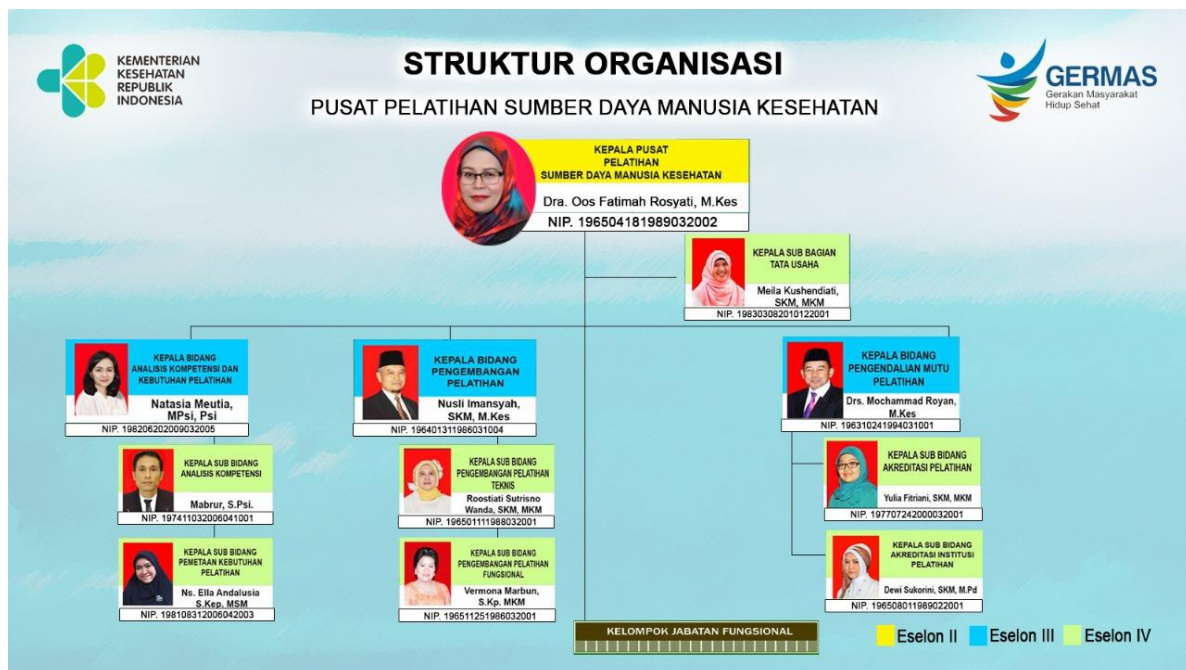 KEMENTERIAN
KESEHATAN
REPUBLIK
INDONESIA
STRUKTUR ORGANISASI
PUSAT PELATIHAN SUMBER DAYA MANUSIA KESEHATAN
GERMAS
Gerakan Masyarakat
Hidup Sehat
KEPALA PUSAT
PELATIHAN
SUMBER DAYA MANUSIA KESEHATAN
Dra. Oos Fatimah Rosyati, M.Kes
NIP. 196504181989032002
KEPALA SUB BAGIAN
TATA USAHA
Meila Kushendiati,
SKM, MKM
NIP. 198303082010122001
KEPALA BIDANG
ANALISIS KOMPETENSI DAN
KEBUTUHAN PELATIHAN
Natasia Meutia,
MPsi, Psi
NIP. 198206202009032005
KEPALA BIDANG
PENGEMBANGAN
PELATIHAN
Nusli Imansyah,
SKM, M.Kes
NIP. 196401311986031004
KEPALA BIDANG
PENGENDALIAN MUTU
PELATIHAN
Drs. Mochammad Royan,
M.Kes
NIP. 196310241994031001
KEPALA SUB BIDANG
ANALISIS KOMPETENSI
Mabrur, S.Psi.
NIP. 197411032006041001
KEPALA SUB BIDANG
PENGEMBANGAN PELATIHAN
TEKNIS
Roostiati Sutrisno
Wanda, SKM, MKM
NIP. 196501111988032001
KEPALA SUB BIDANG
AKREDITASI PELATIHAN
Yulia Fitriani, SKM, MKM
NIP. 197707242000032001
KEPALA SUB BIDANG
PEMETAAN KEBUTUHAN
PELATIHAN
Ns. Ella Andalusia
S.Kep, MSM
NIP. 198108312006042003
KEPALA SUB BIDANG
PENGEMBANGAN PELATIHAN
FUNGSIONAL
Vermona Marbun,
S.Kp. MKM
NIP. 196511251986032001
KEPALA SUB BIDANG
AKREDITASI INSTITUSI
PELATIHAN
Dewi Sukorini, SKM, M.Pd
NIP. 196508011989022001
KELOMPOK JABATAN FUNGSIONAL
Eselon II
Eselon III
Eselon IV